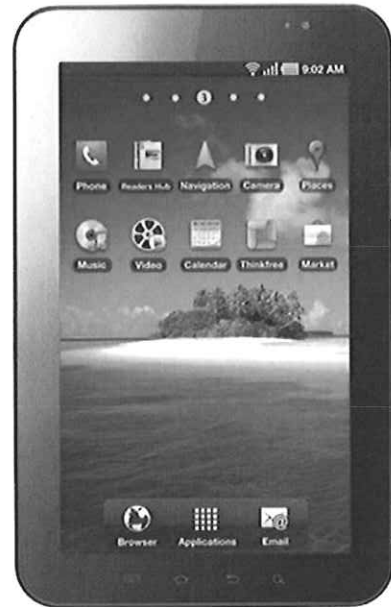 9:02 AM
3
Phone Readers Hub Navigation Camera Places
Music Video Calendar Thinkfree Market
Browser Applications Email